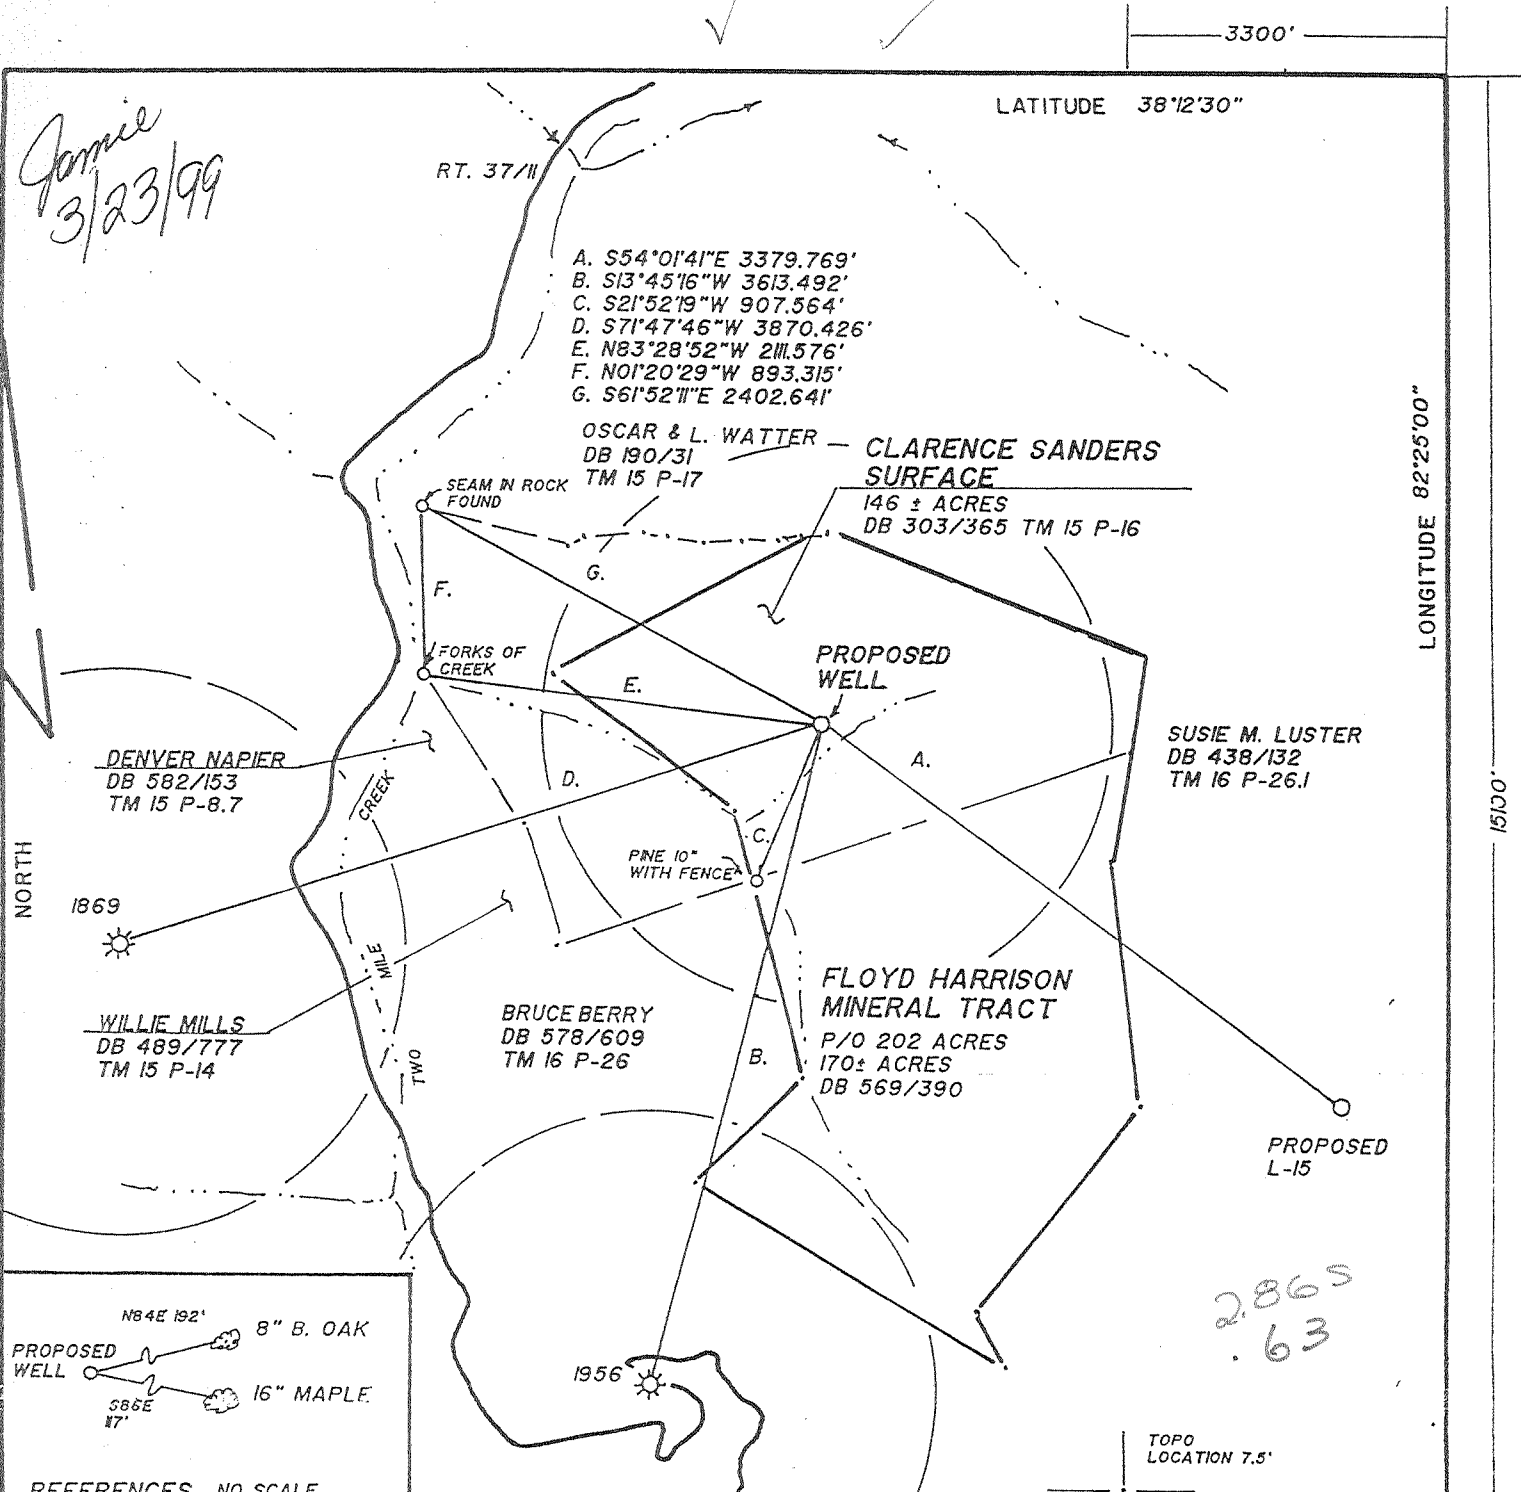 3300'
LATITUDE 38°12'30"
Jamie
3/23/99
RT. 37/11
A. S54°01'41"E 3379.769'
B. S13°45'16"W 3613.492'
C. S21°52'19"W 907.564'
D. S71°47'46"W 3870.426'
E. N83°28'52"W 2111.576'
F. N01°20'29"W 893.315'
G. S61°52'11"E 2402.641'
OSCAR & L. WATTER
DB 190/31
TM 15 P-17
CLARENCE SANDERS
SURFACE
146 ± ACRES
DB 303/365 TM 15 P-16
LONGITUDE 82°25'00"
SEAM IN ROCK
FOUND
G.
F.
FORKS OF
CREEK
E.
PROPOSED
WELL
A.
SUSIE M. LUSTER
DB 438/132
TM 16 P-26.1
DENVER NAPIER
DB 582/153
TM 15 P-8.7
D.
CREEK
C.
PINE 10"
WITH FENCE
15100'
NORTH
1869
MILE
FLOYD HARRISON
MINERAL TRACT
P/O 202 ACRES
170± ACRES
DB 569/390
WILLIE MILLS
DB 489/777
TM 15 P-14
BRUCE BERRY
DB 578/609
TM 16 P-26
TWO
B.
PROPOSED
L-15
2.865
.63
N84E 192'
8" B. OAK
PROPOSED
WELL
S86E
117'
16" MAPLE
1956
TOPO
LOCATION 7.5'
REFERENCES NO SCALE